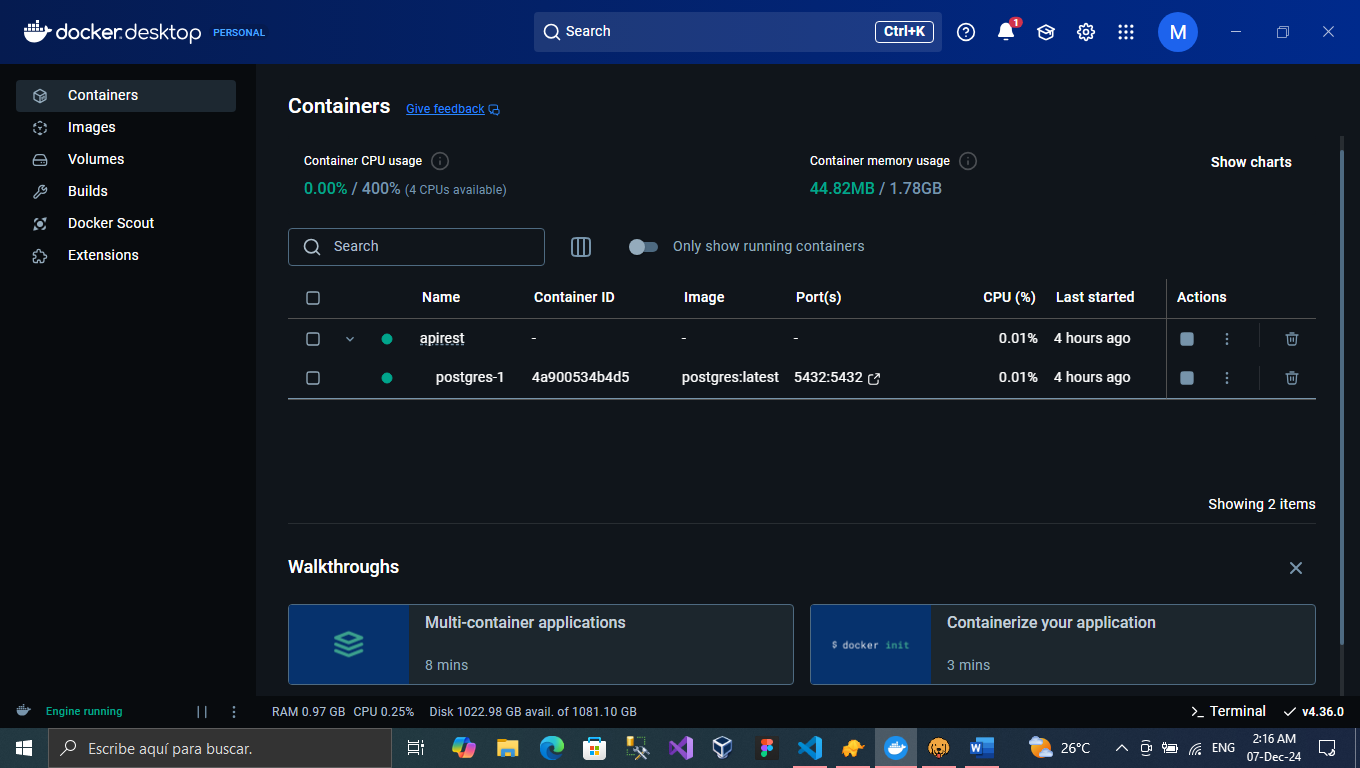 docker.desktop PERSONAL
Search Ctrl+K
1
M
Containers
Images
Volumes
Builds
Docker Scout
Extensions
Containers Give feedback
Container CPU usage
0.00% / 400% (4 CPUs available)
Container memory usage
44.82MB / 1.78GB
Show charts
Search
Only show running containers
Name Container ID Image Port(s) CPU (%) Last started Actions
apirest - - - 0.01% 4 hours ago
postgres-1 4a900534b4d5 postgres:latest 5432:5432 0.01% 4 hours ago
Showing 2 items
Walkthroughs
Multi-container applications
8 mins
$ docker init
Containerize your application
3 mins
Engine running
RAM 0.97 GB CPU 0.25% Disk 1022.98 GB avail. of 1081.10 GB
Terminal
v4.36.0
Escribe aquí para buscar.
26°C
ENG
2:16 AM
07-Dec-24